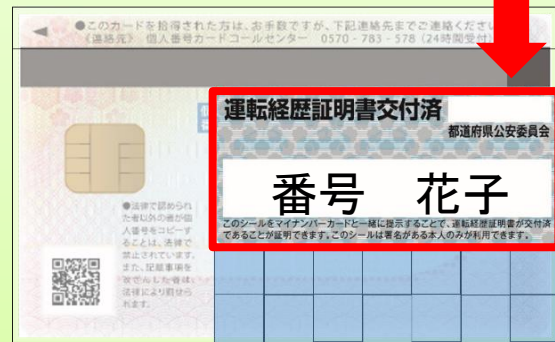 ●このカードを拾得された方は、お手数ですが、下記連絡先までご連絡ください
《連絡先》 個人番号カードコールセンター 0570-783-578（24時間受付）
運転経歴証明書交付済
都道府県公安委員会
番号 花子
このシールをマイナンバーカードと一緒に提示することで、運転経歴証明書が交付済
であることが証明できます。このシールは署名がある本人のみが利用できます。
●法律で認められ
た者以外の者が個
人番号をコピーす
ることは、法律で
禁止されています。
また、記載事項を
改ざんした者は、
法律により罰せら
れます。